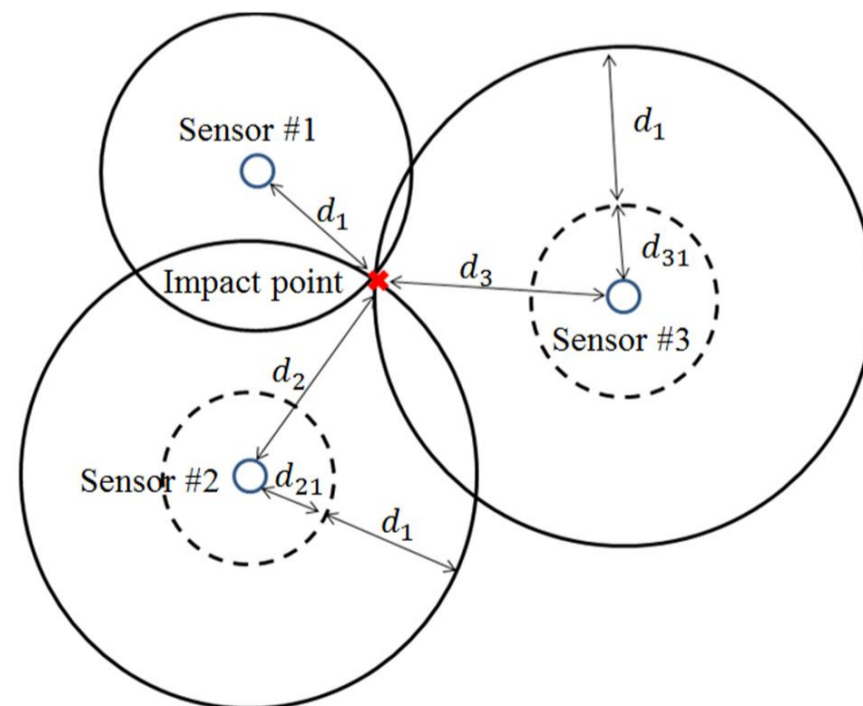 Sensor #1
d₁
d₁
d₃₁
Impact point
d₃
Sensor #3
d₂
Sensor #2
d₂₁
d₁